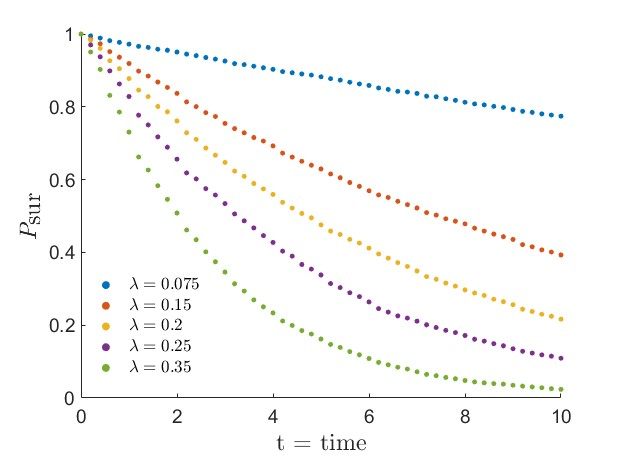 1
0.8
0.6
0.4
0.2
0
P_sur
λ = 0.075
λ = 0.15
λ = 0.2
λ = 0.25
λ = 0.35
0 2 4 6 8 10
t = time